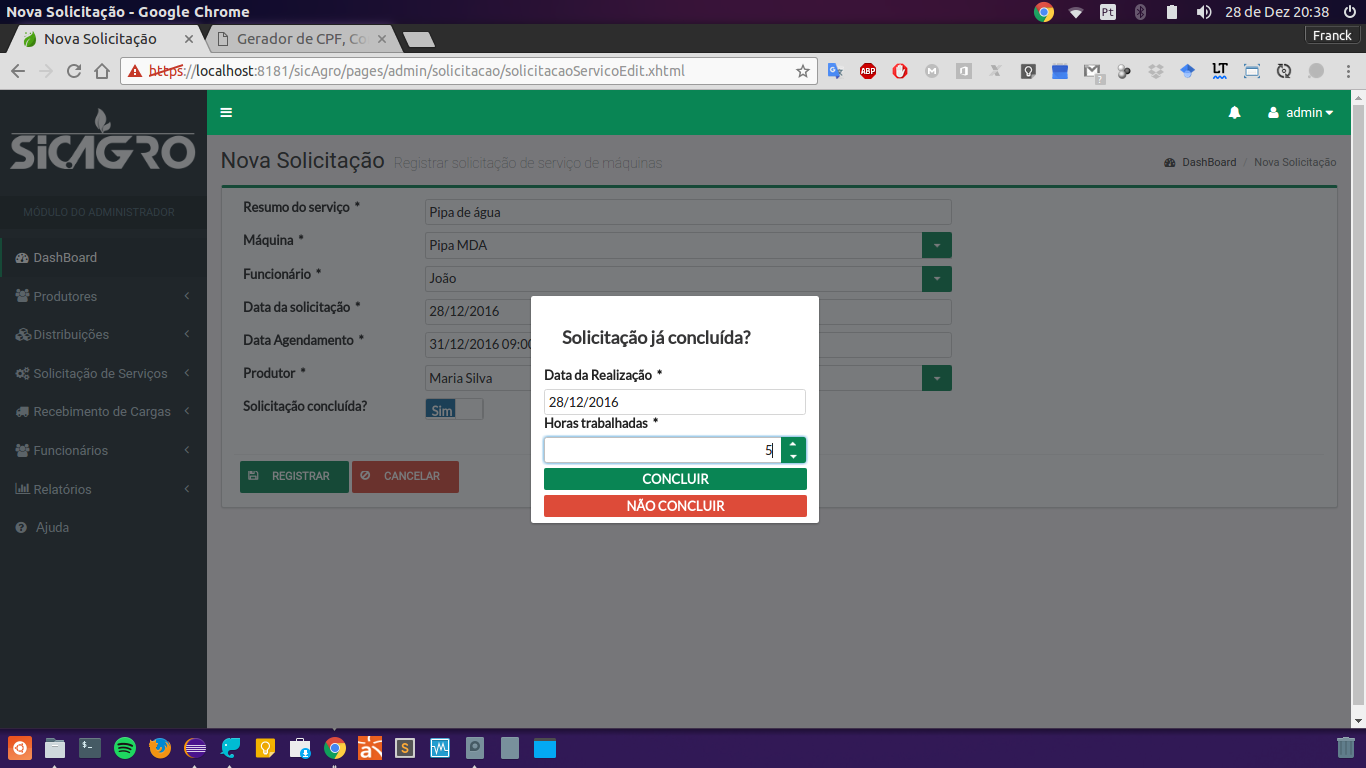 Nova Solicitação - Google Chrome
Pt
28 de Dez 20:38
Nova Solicitação
Gerador de CPF, Co
Franck
https://localhost:8181/sicAgro/pages/admin/solicitacao/solicitacaoServicoEdit.xhtml
ABP
LT
SICAGRO
admin
Nova Solicitação Registrar solicitação de serviço de máquinas
DashBoard / Nova Solicitação
MÓDULO DO ADMINISTRADOR
DashBoard
Produtores
Distribuições
Solicitação de Serviços
Recebimento de Cargas
Funcionários
Relatórios
Ajuda
Resumo do serviço *
Pipa de água
Máquina *
Pipa MDA
Funcionário *
João
Data da solicitação *
28/12/2016
Data Agendamento *
31/12/2016 09:00
Produtor *
Maria Silva
Solicitação concluída?
Sim
REGISTRAR
CANCELAR
Solicitação já concluída?
Data da Realização *
28/12/2016
Horas trabalhadas *
5
CONCLUIR
NÃO CONCLUIR